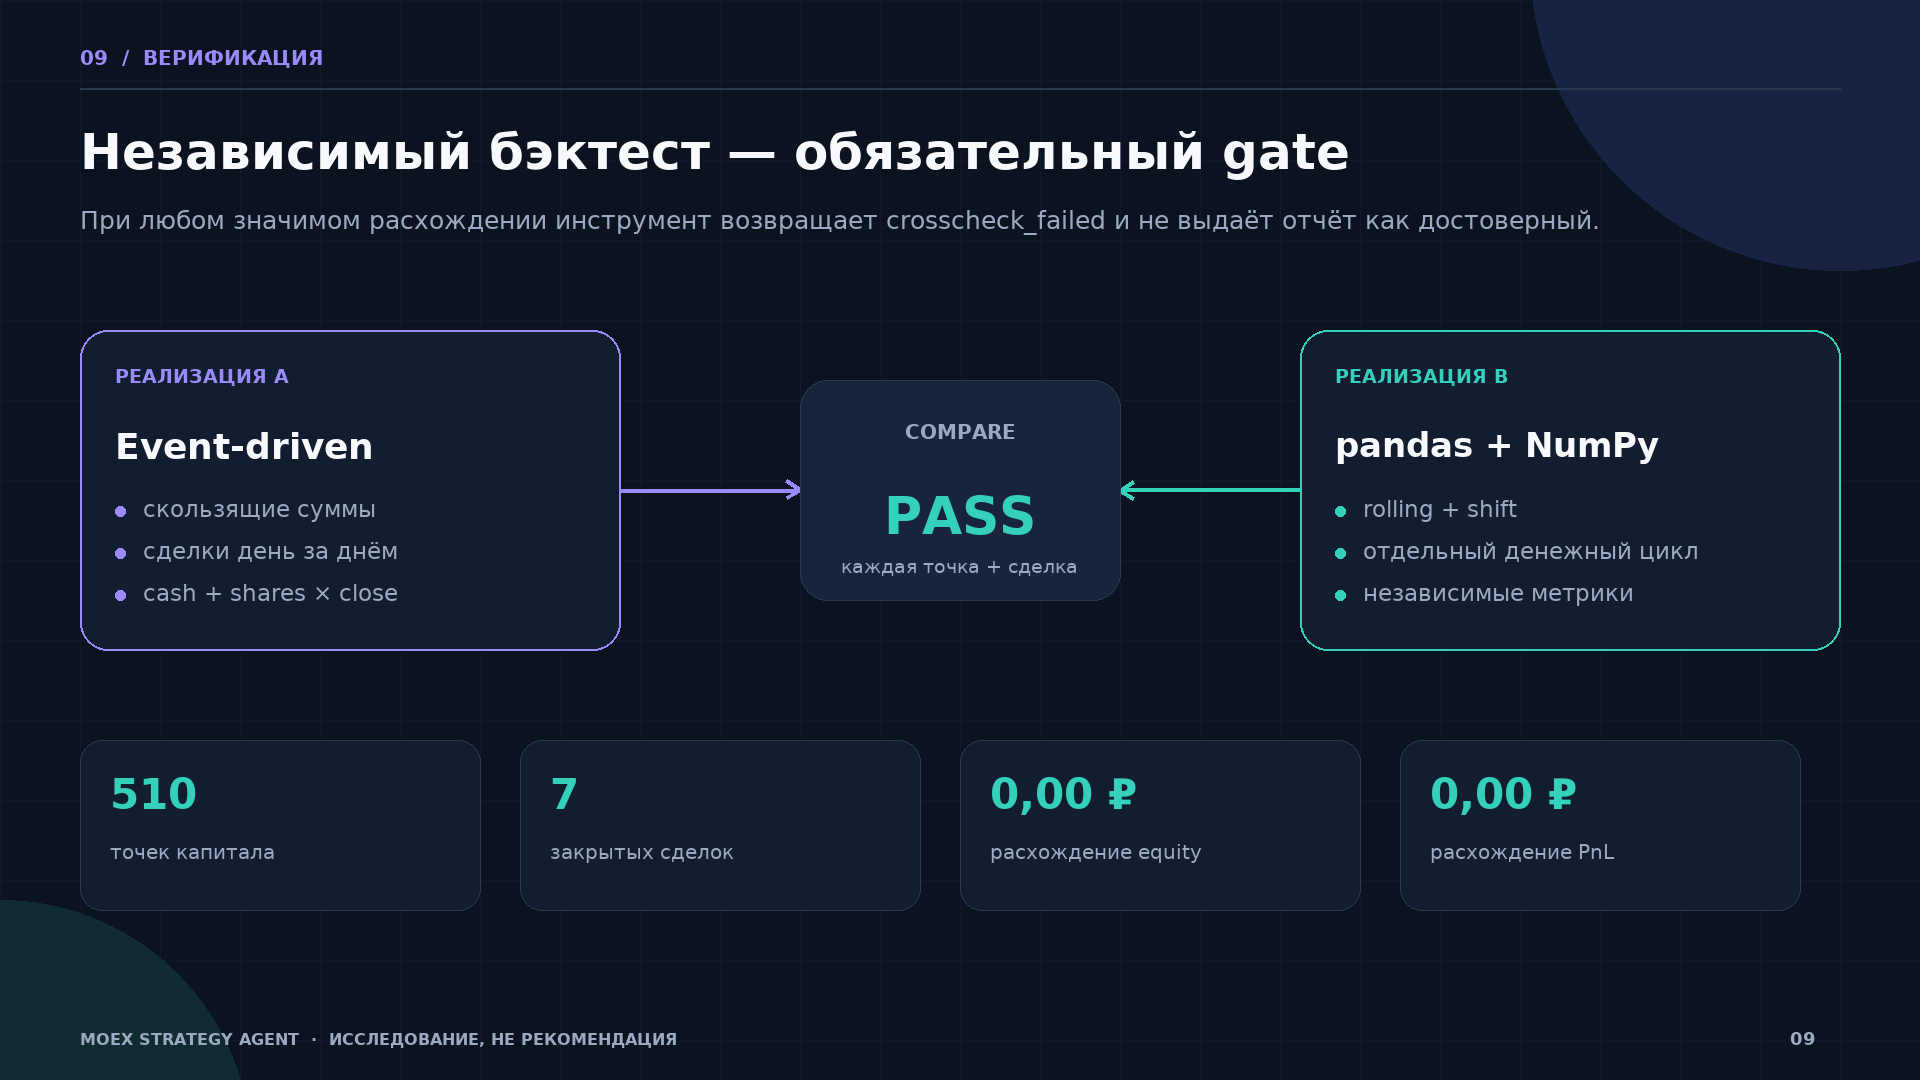 09 / ВЕРИФИКАЦИЯ
Независимый бэктест — обязательный gate
При любом значимом расхождении инструмент возвращает crosscheck_failed и не выдаёт отчёт как достоверный.
РЕАЛИЗАЦИЯ A
Event-driven
скользящие суммы
сделки день за днём
cash + shares × close
COMPARE
PASS
каждая точка + сделка
РЕАЛИЗАЦИЯ B
pandas + NumPy
rolling + shift
отдельный денежный цикл
независимые метрики
510
точек капитала
7
закрытых сделок
0,00 ₽
расхождение equity
0,00 ₽
расхождение PnL
MOEX STRATEGY AGENT · ИССЛЕДОВАНИЕ, НЕ РЕКОМЕНДАЦИЯ
09